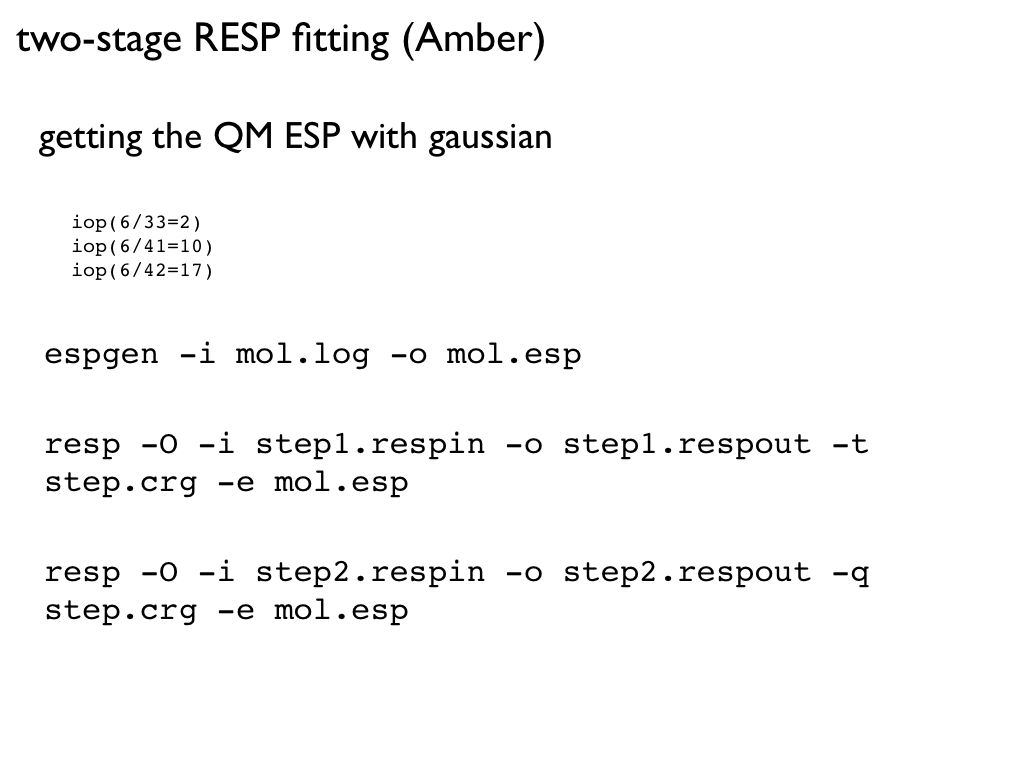 two-stage RESP fitting (Amber)
getting the QM ESP with gaussian
iop(6/33=2)
iop(6/41=10)
iop(6/42=17)
espgen -i mol.log -o mol.esp
resp -O -i step1.respin -o step1.respout -t
step.crg -e mol.esp
resp -O -i step2.respin -o step2.respout -q
step.crg -e mol.esp